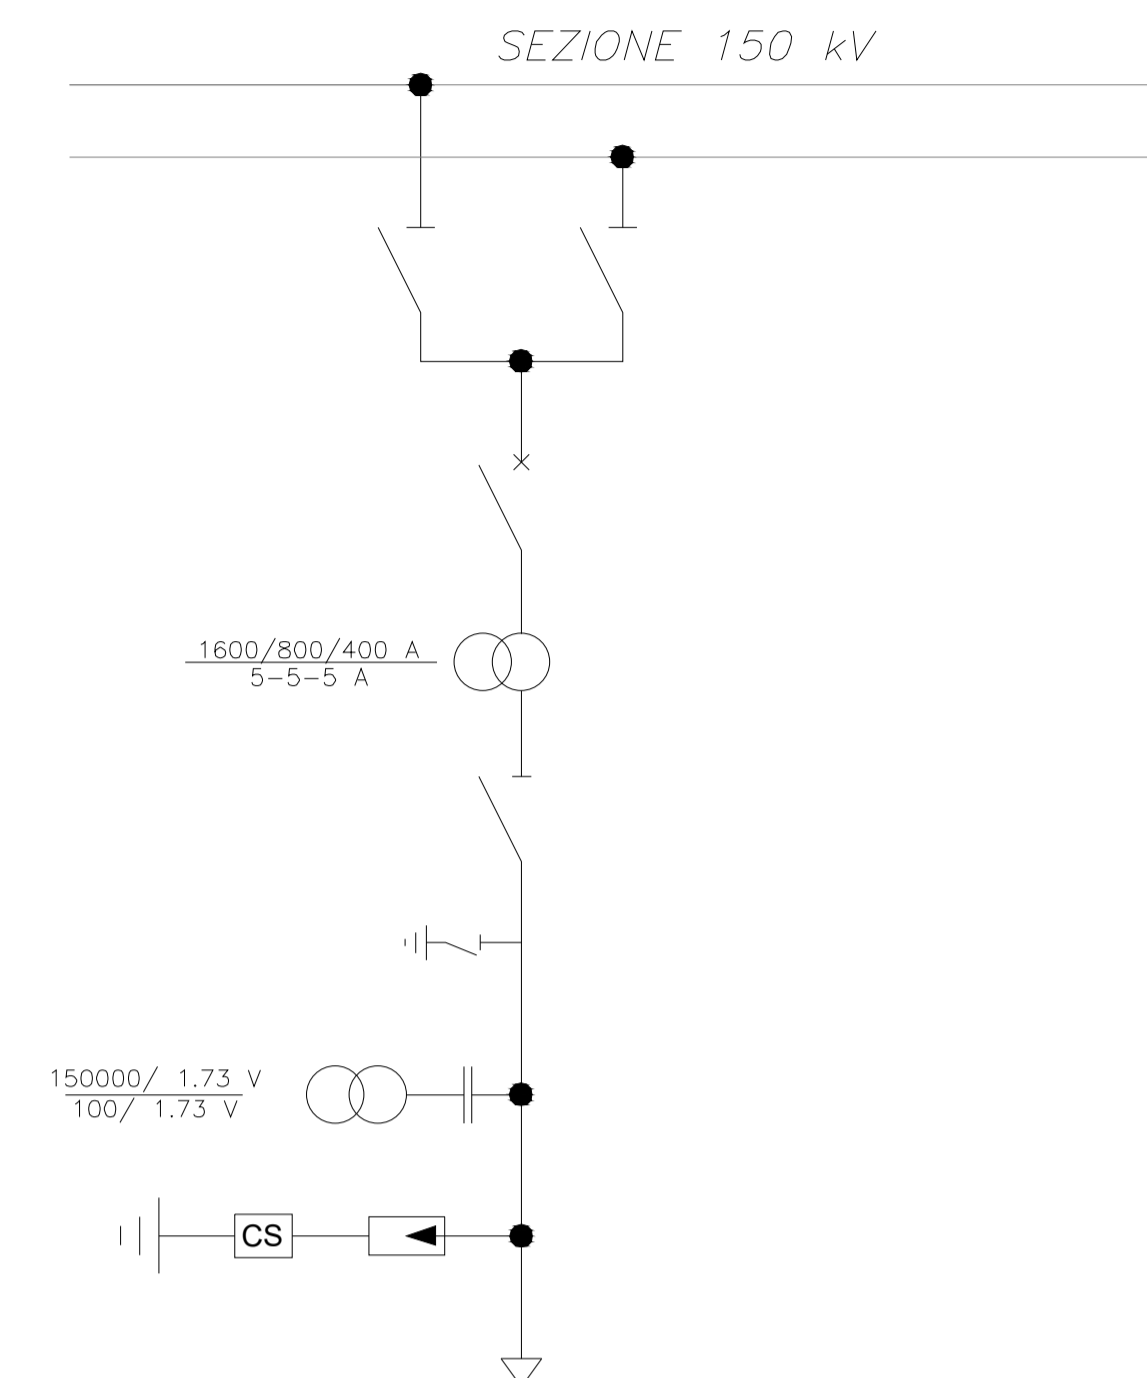 SEZIONE 150 kV
1600/800/400 A
5-5-5 A
150000/ 1.73 V
100/ 1.73 V
CS